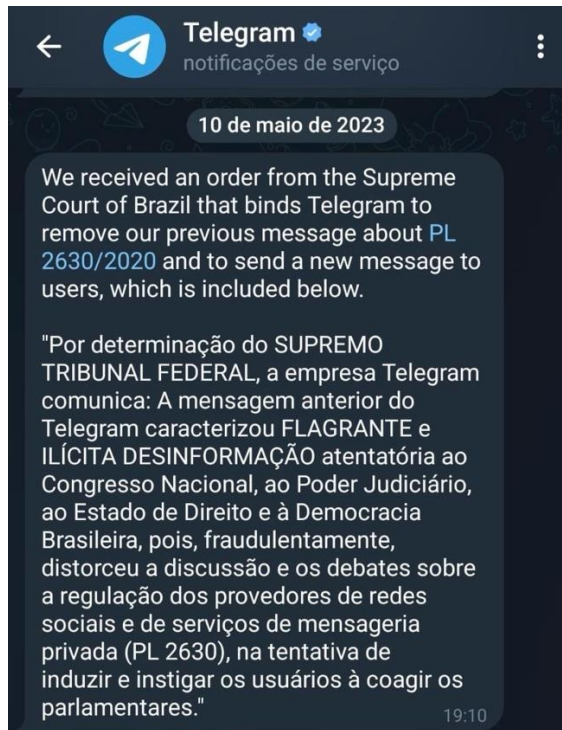 Telegram
notificações de serviço
10 de maio de 2023
We received an order from the Supreme
Court of Brazil that binds Telegram to
remove our previous message about PL
2630/2020 and to send a new message to
users, which is included below.
"Por determinação do SUPREMO
TRIBUNAL FEDERAL, a empresa Telegram
comunica: A mensagem anterior do
Telegram caracterizou FLAGRANTE e
ILÍCITA DESINFORMAÇÃO atentatória ao
Congresso Nacional, ao Poder Judiciário,
ao Estado de Direito e à Democracia
Brasileira, pois, fraudulentamente,
distorceu a discussão e os debates sobre
a regulação dos provedores de redes
sociais e de serviços de mensageria
privada (PL 2630), na tentativa de
induzir e instigar os usuários à coagir os
parlamentares."
19:10